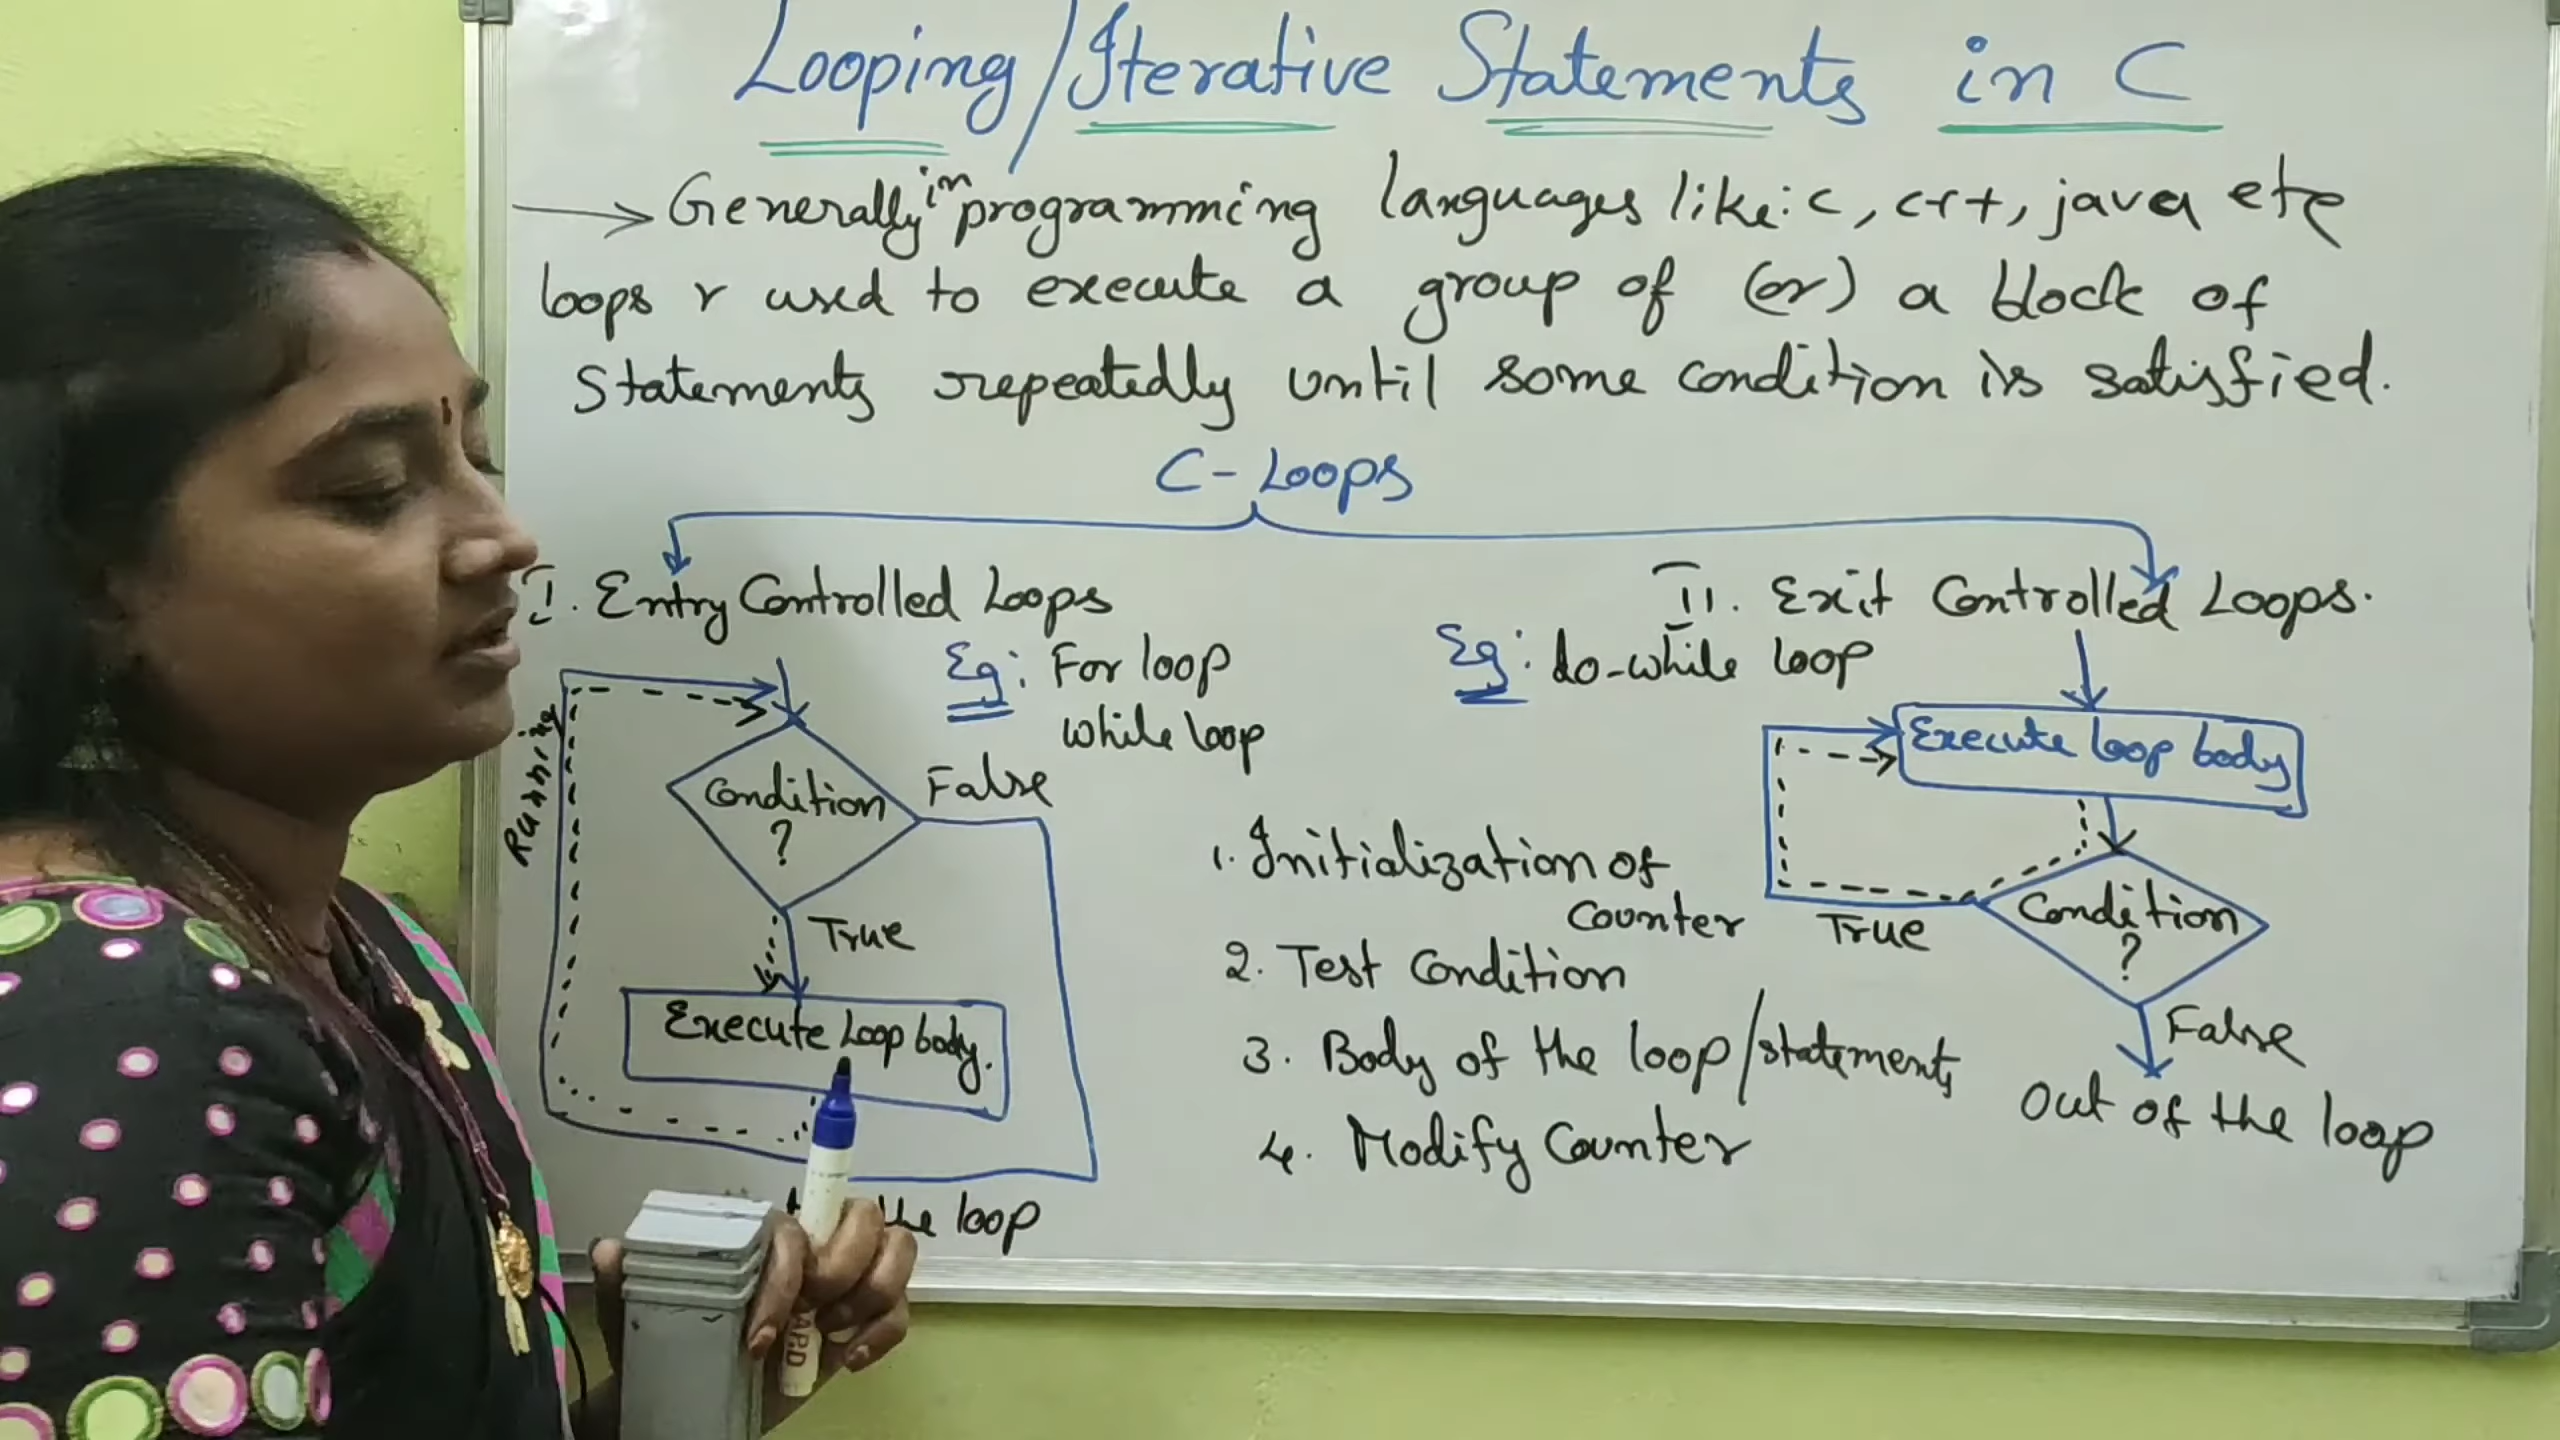 Looping/Iterative Statements in C
→ Generally in programming languages like: c, c++, java etc
loops r used to execute a group of (or) a block of
Statements repeatedly until some condition is satisfied.
C-Loops
I. Entry Controlled Loops
Eg: For loop
while loop
Running
Condition
?
False
True
Execute Loop body.
the loop
1. Initialization of
Counter
2. Test Condition
3. Body of the loop/statements
4. Modify Counter
II. Exit Controlled Loops.
Eg: do-while loop
Execute loop body
Condition
?
True
False
Out of the loop